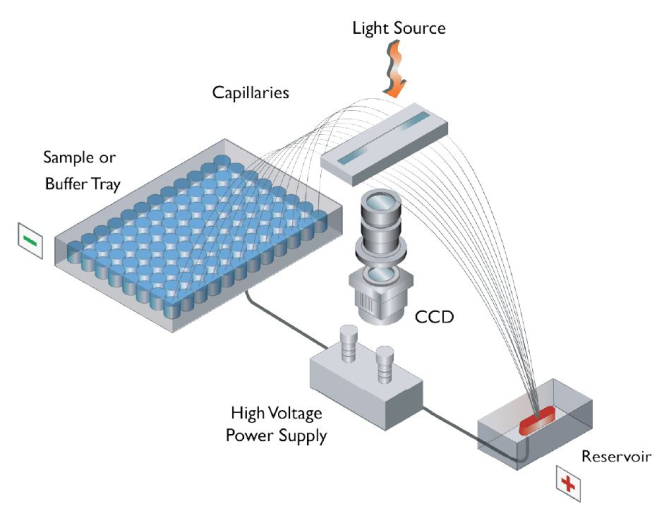 Light Source
Capillaries
Sample or
Buffer Tray
CCD
High Voltage
Power Supply
Reservoir